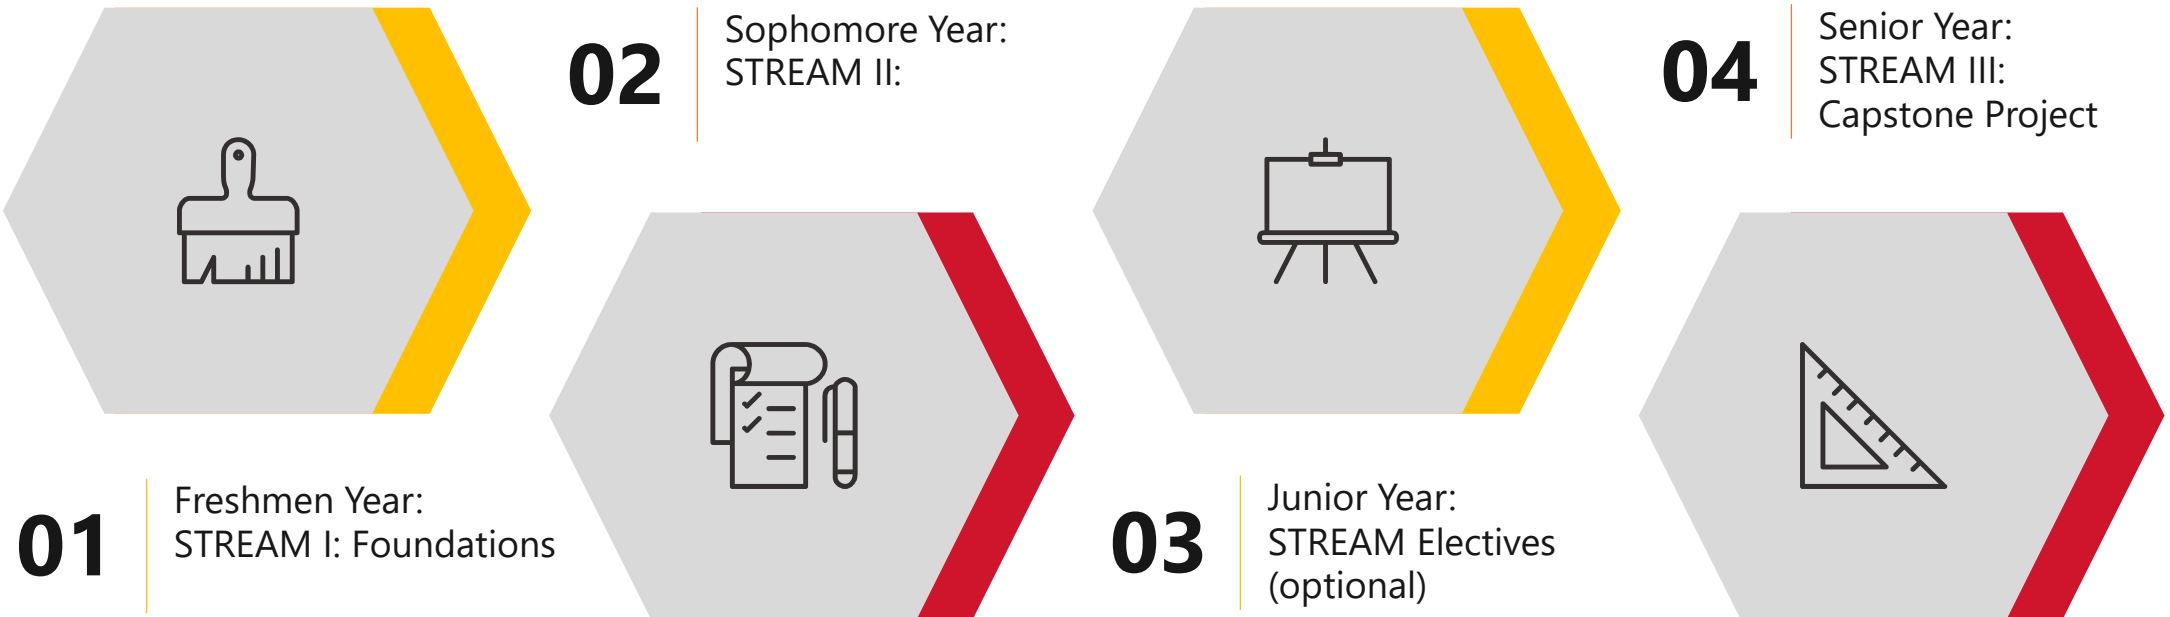 01
Freshmen Year:
STREAM I: Foundations
02
Sophomore Year:
STREAM II:
03
Junior Year:
STREAM Electives
(optional)
04
Senior Year:
STREAM III:
Capstone Project